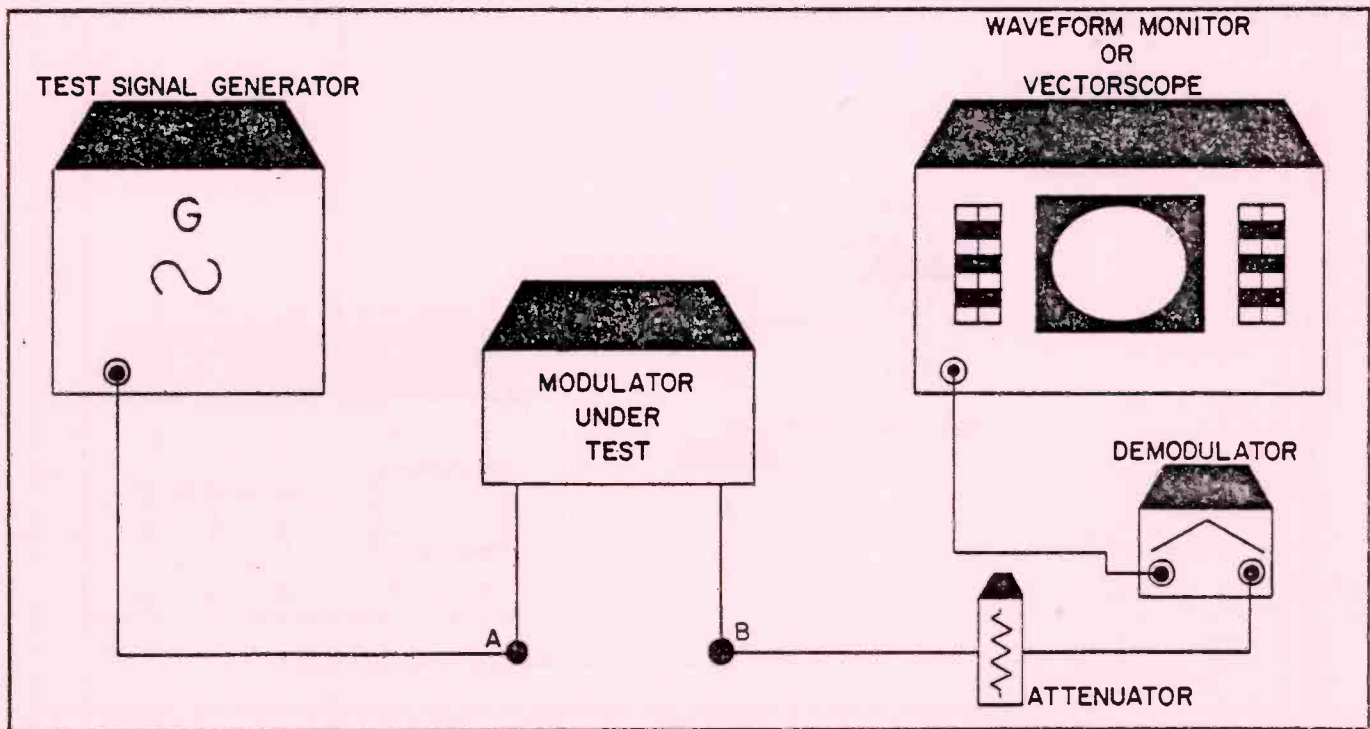 TEST SIGNAL GENERATOR
G
WAVEFORM MONITOR
OR
VECTORSCOPE
MODULATOR
UNDER
TEST
DEMODULATOR
A
B
ATTENUATOR